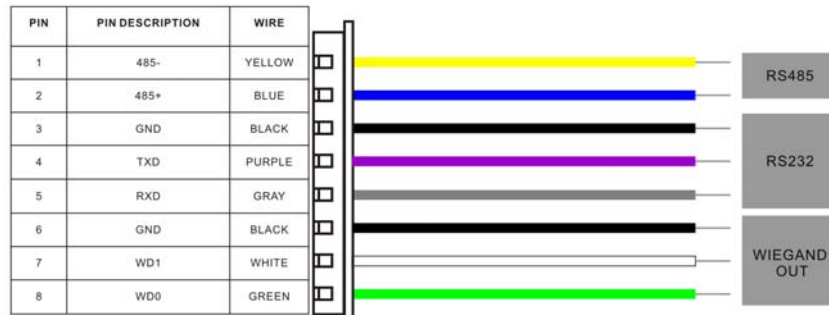 PIN PIN DESCRIPTION WIRE
1 485- YELLOW
2 485+ BLUE
3 GND BLACK
4 TXD PURPLE
5 RXD GRAY
6 GND BLACK
7 WD1 WHITE
8 WD0 GREEN
RS485
RS232
WIEGAND
OUT